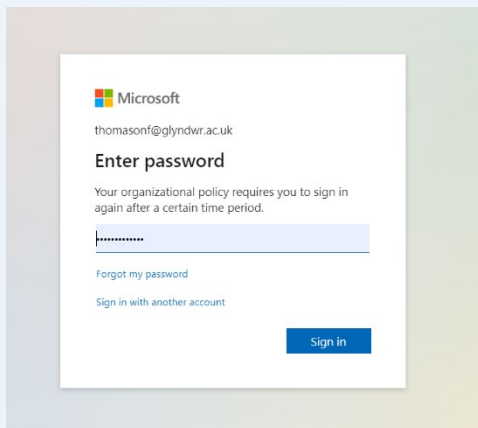 Microsoft
thomasonf@glyndwr.ac.uk
Enter password
Your organizational policy requires you to sign in
again after a certain time period.
•••••••••••••
Forgot my password
Sign in with another account
Sign in